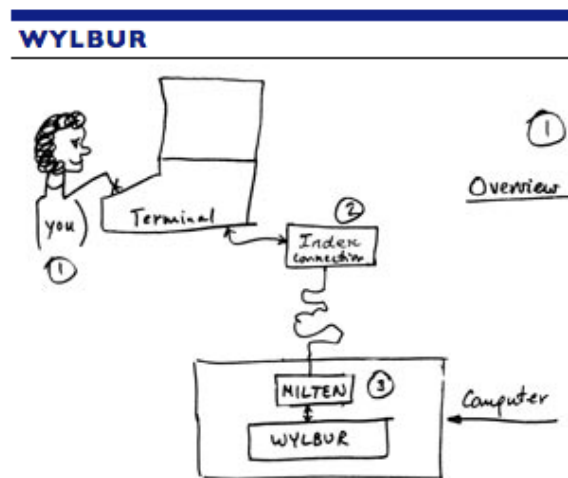 WYLBUR
①
Overview
you
①
Terminal
②
Index
connection
MILTEN
③
WYLBUR
Computer